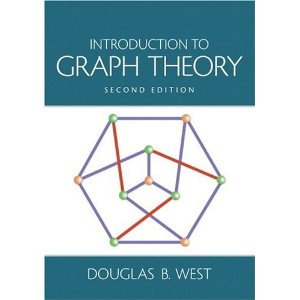 INTRODUCTION TO
GRAPH THEORY
SECOND EDITION
DOUGLAS B. WEST